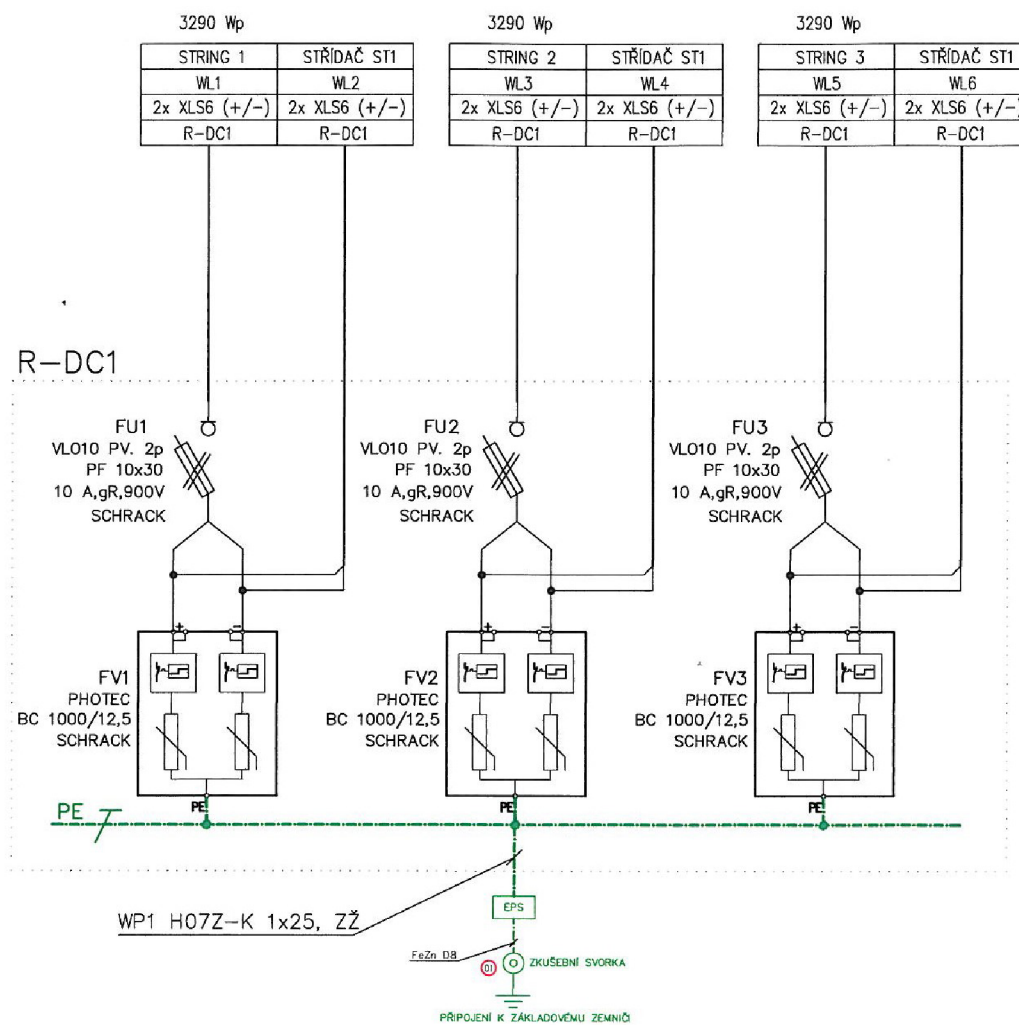 3290 Wp
3290 Wp
3290 Wp
STRING 1 STŘÍDAČ ST1
WL1 WL2
2x XLS6 (+/-) 2x XLS6 (+/-)
R-DC1 R-DC1
STRING 2 STŘÍDAČ ST1
WL3 WL4
2x XLS6 (+/-) 2x XLS6 (+/-)
R-DC1 R-DC1
STRING 3 STŘÍDAČ ST1
WL5 WL6
2x XLS6 (+/-) 2x XLS6 (+/-)
R-DC1 R-DC1
R-DC1
FU1
VLO10 PV. 2p
PF 10x30
10 A,gR,900V
SCHRACK
FU2
VLO10 PV. 2p
PF 10x30
10 A,gR,900V
SCHRACK
FU3
VLO10 PV. 2p
PF 10x30
10 A,gR,900V
SCHRACK
+ -
+ -
+ -
FV1
PHOTEC
BC 1000/12,5
SCHRACK
FV2
PHOTEC
BC 1000/12,5
SCHRACK
FV3
PHOTEC
BC 1000/12,5
SCHRACK
PE
PE
PE
PE
WP1 H07Z-K 1x25, ZŽ
EPS
FeZn D8
01
ZKUŠEBNÍ SVORKA
PŘIPOJENÍ K ZÁKLADOVÉMU ZEMNIČI